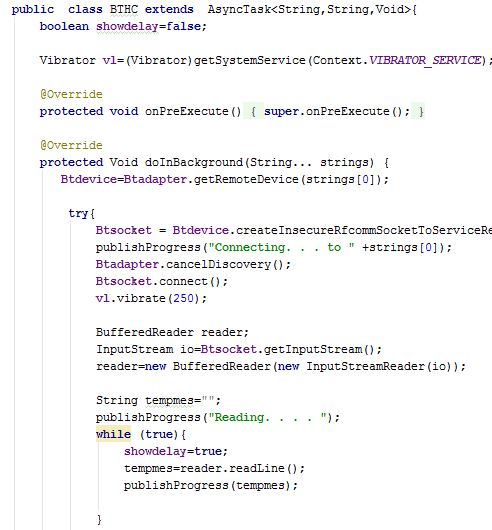 public class BTHC extends AsyncTask<String,String,Void>{
boolean showdelay=false;
Vibrator vl=(Vibrator)getSystemService(Context.VIBRATOR_SERVICE);
@Override
protected void onPreExecute() { super.onPreExecute(); }
@Override
protected Void doInBackground(String... strings) {
Btdevice=Btadapter.getRemoteDevice(strings[0]);
try{
Btsocket = Btdevice.createInsecureRfcommSocketToServiceRe
publishProgress("Connecting. . . to " +strings[0]);
Btadapter.cancelDiscovery();
Btsocket.connect();
vl.vibrate(250);
BufferedReader reader;
InputStream io=Btsocket.getInputStream();
reader=new BufferedReader(new InputStreamReader(io));
String tempmes="";
publishProgress("Reading. . . . ");
while (true){
showdelay=true;
tempmes=reader.readLine();
publishProgress(tempmes);
}